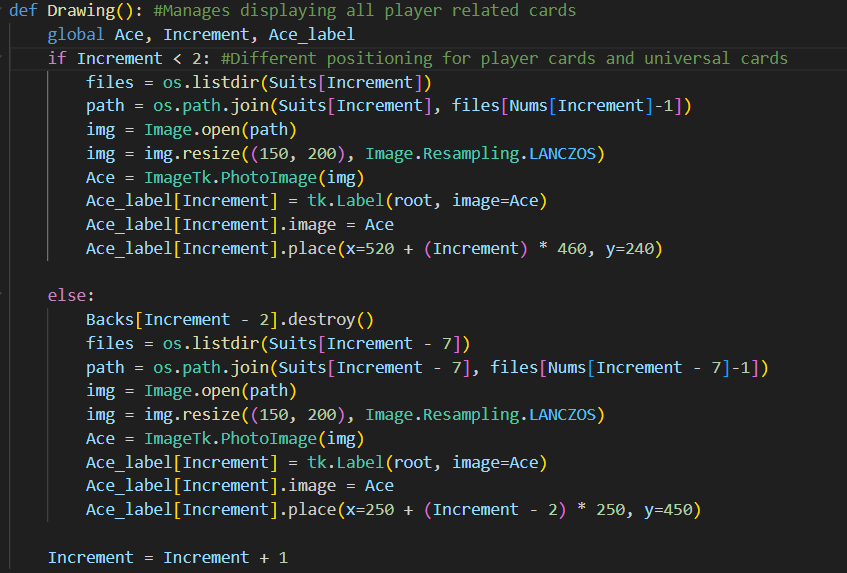 def Drawing(): #Manages displaying all player related cards
    global Ace, Increment, Ace_label
    if Increment < 2: #Different positioning for player cards and universal cards
        files = os.listdir(Suits[Increment])
        path = os.path.join(Suits[Increment], files[Nums[Increment]-1])
        img = Image.open(path)
        img = img.resize((150, 200), Image.Resampling.LANCZOS)
        Ace = ImageTk.PhotoImage(img)
        Ace_label[Increment] = tk.Label(root, image=Ace)
        Ace_label[Increment].image = Ace
        Ace_label[Increment].place(x=520 + (Increment) * 460, y=240)

    else:
        Backs[Increment - 2].destroy()
        files = os.listdir(Suits[Increment - 7])
        path = os.path.join(Suits[Increment - 7], files[Nums[Increment - 7]-1])
        img = Image.open(path)
        img = img.resize((150, 200), Image.Resampling.LANCZOS)
        Ace = ImageTk.PhotoImage(img)
        Ace_label[Increment] = tk.Label(root, image=Ace)
        Ace_label[Increment].image = Ace
        Ace_label[Increment].place(x=250 + (Increment - 2) * 250, y=450)

    Increment = Increment + 1